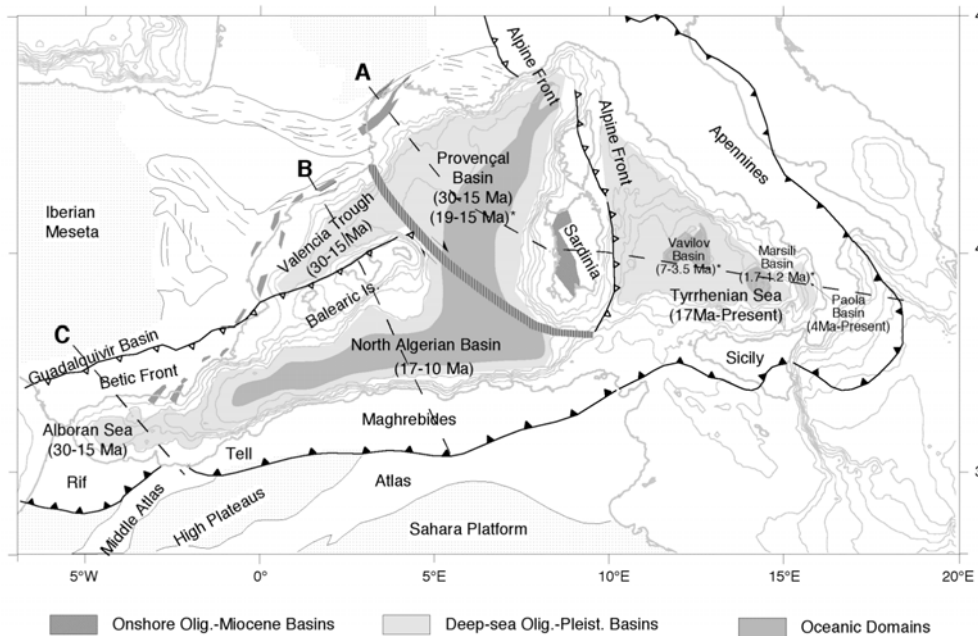 A
B
C
Alpine Front
Alpine Front
Apennines
Provençal
Basin
(30-15 Ma)
(19-15 Ma)*
Iberian
Meseta
Valencia Trough
(30-15 Ma)
Balearic Is.
Sardinia
Vavilov
Basin
(7-3.5 Ma)*
Marsili
Basin
(1.7-1.2 Ma)*
Tyrrhenian Sea
(17Ma-Present)
Paola
Basin
(4Ma-Present)
Guadalquivir Basin
Betic Front
North Algerian Basin
(17-10 Ma)
Sicily
Alboran Sea
(30-15 Ma)
Maghrebides
Tell
Rif
Middle Atlas
High Plateaus
Atlas
Sahara Platform
5°W
0°
5°E
10°E
15°E
20°E
Onshore Olig.-Miocene Basins
Deep-sea Olig.-Pleist. Basins
Oceanic Domains